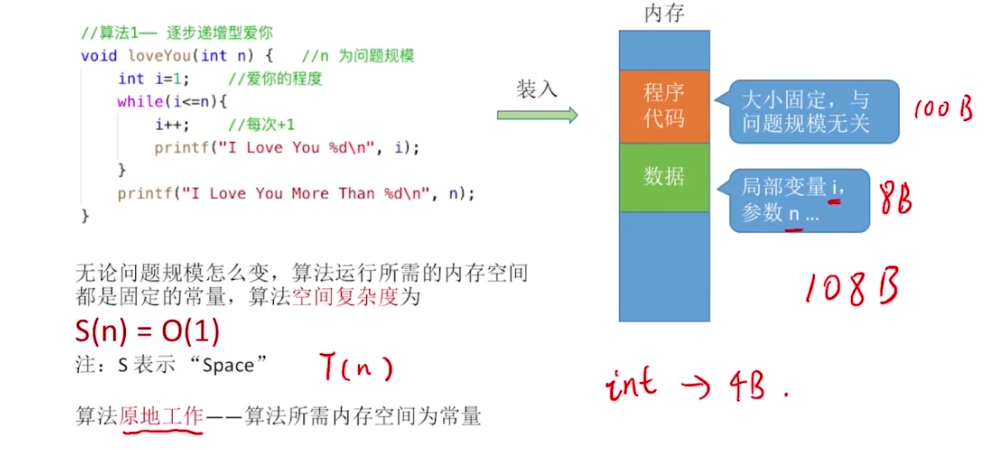 //算法1—— 逐步递增型爱你
void loveYou(int n) {   //n 为问题规模
    int i=1;    //爱你的程度
    while(i<=n){
        i++;    //每次+1
        printf("I Love You %d\n", i);
    }
    printf("I Love You More Than %d\n", n);
}
装入
内存
程序
代码
大小固定，与
问题规模无关
100B
数据
局部变量 i，
参数 n ...
8B
108B
无论问题规模怎么变，算法运行所需的内存空间
都是固定的常量，算法空间复杂度为
S(n) = O(1)
注：S 表示 “Space”
T(n)
int → 4B .
算法原地工作——算法所需内存空间为常量